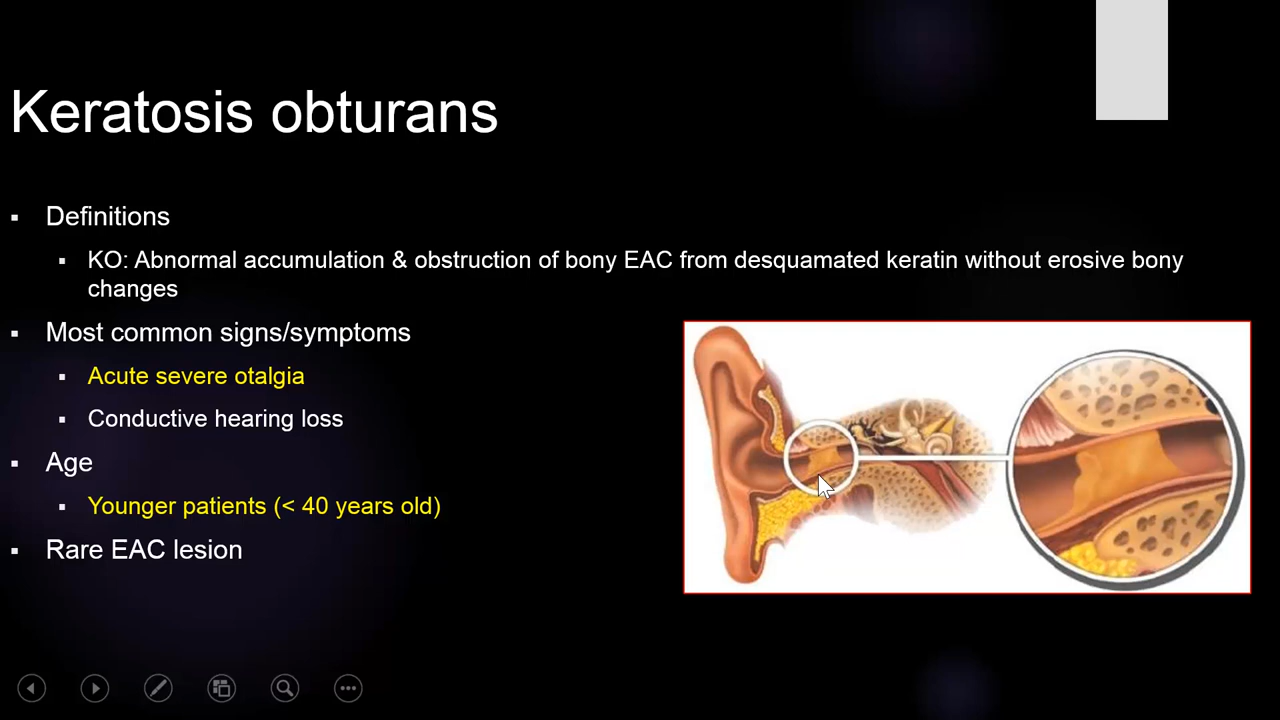 Keratosis obturans
▪ Definitions
▪ KO: Abnormal accumulation & obstruction of bony EAC from desquamated keratin without erosive bony
changes
▪ Most common signs/symptoms
▪ Acute severe otalgia
▪ Conductive hearing loss
▪ Age
▪ Younger patients (< 40 years old)
▪ Rare EAC lesion